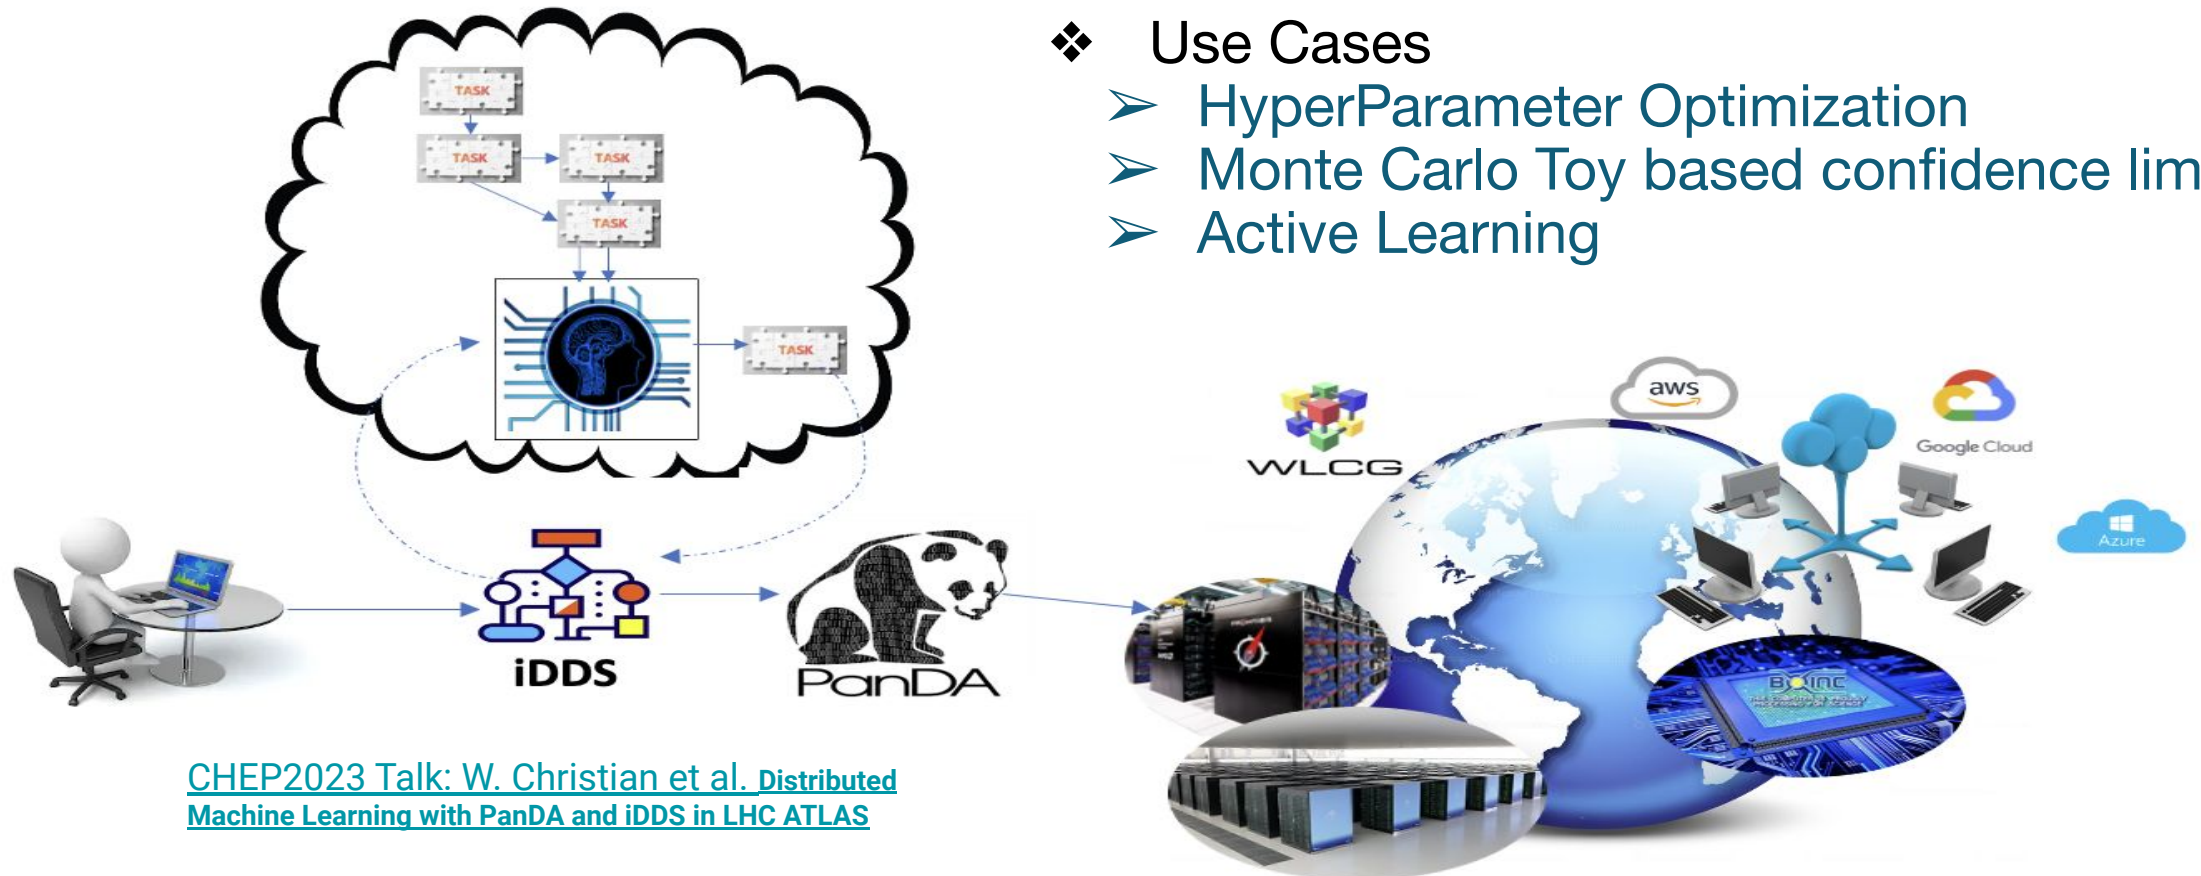 ❖ Use Cases
➢ HyperParameter Optimization
➢ Monte Carlo Toy based confidence lim
➢ Active Learning
TASK
TASK
TASK
TASK
TASK
iDDS
PanDA
WLCG
aws
Google Cloud
Azure
BOINC
CHEP2023 Talk: W. Christian et al. Distributed
Machine Learning with PanDA and iDDS in LHC ATLAS